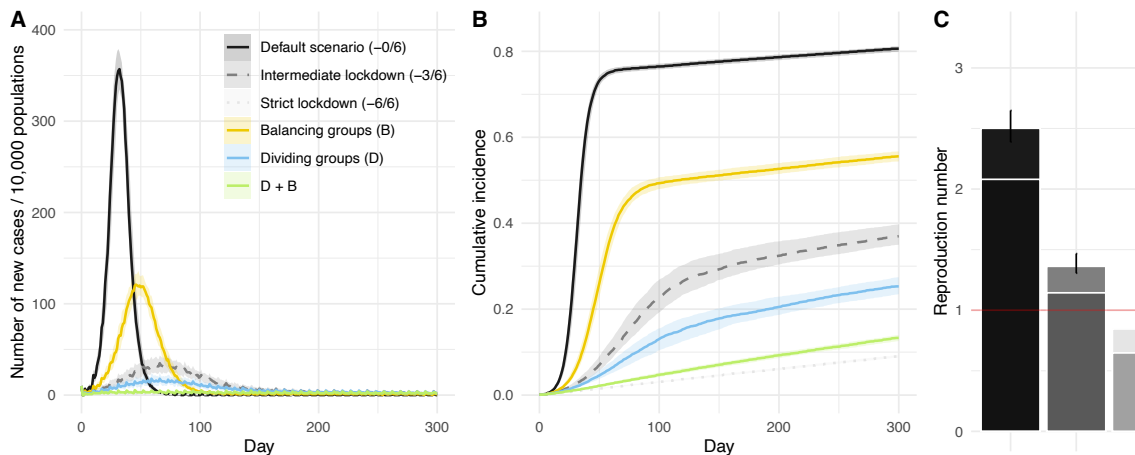 A
Number of new cases / 10,000 populations
400
300
200
100
0
0
100
200
300
Day
Default scenario (−0/6)
Intermediate lockdown (−3/6)
Strict lockdown (−6/6)
Balancing groups (B)
Dividing groups (D)
D + B
B
Cumulative incidence
0.8
0.6
0.4
0.2
0.0
0
100
200
300
Day
C
Reproduction number
3
2
1
0